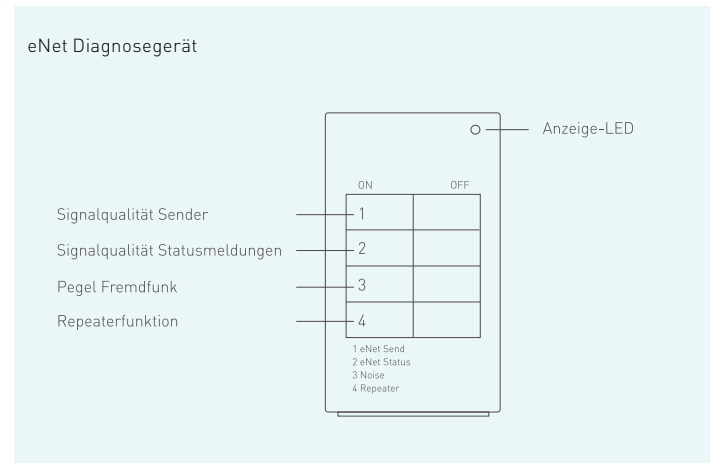 eNet Diagnosegerät
Anzeige-LED
ON OFF
Signalqualität Sender 1
Signalqualität Statusmeldungen 2
Pegel Fremdfunk 3
Repeaterfunktion 4
1 eNet Send
2 eNet Status
3 Noise
4 Repeater